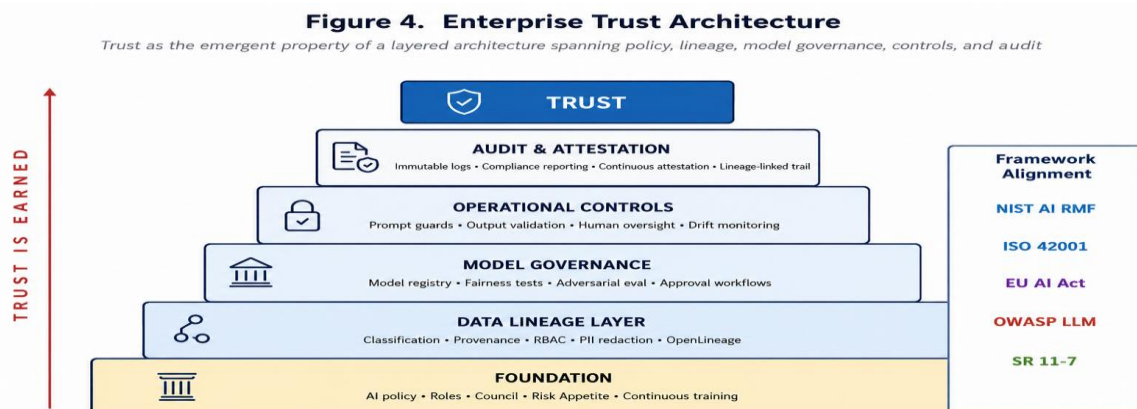 Figure 4. Enterprise Trust Architecture
Trust as the emergent property of a layered architecture spanning policy, lineage, model governance, controls, and audit
TRUST IS EARNED
TRUST
AUDIT & ATTESTATION
Immutable logs • Compliance reporting • Continuous attestation • Lineage-linked trail
OPERATIONAL CONTROLS
Prompt guards • Output validation • Human oversight • Drift monitoring
MODEL GOVERNANCE
Model registry • Fairness tests • Adversarial eval • Approval workflows
DATA LINEAGE LAYER
Classification • Provenance • RBAC • PII redaction • OpenLineage
FOUNDATION
AI policy • Roles • Council • Risk Appetite • Continuous training
Framework
Alignment
NIST AI RMF
ISO 42001
EU AI Act
OWASP LLM
SR 11-7